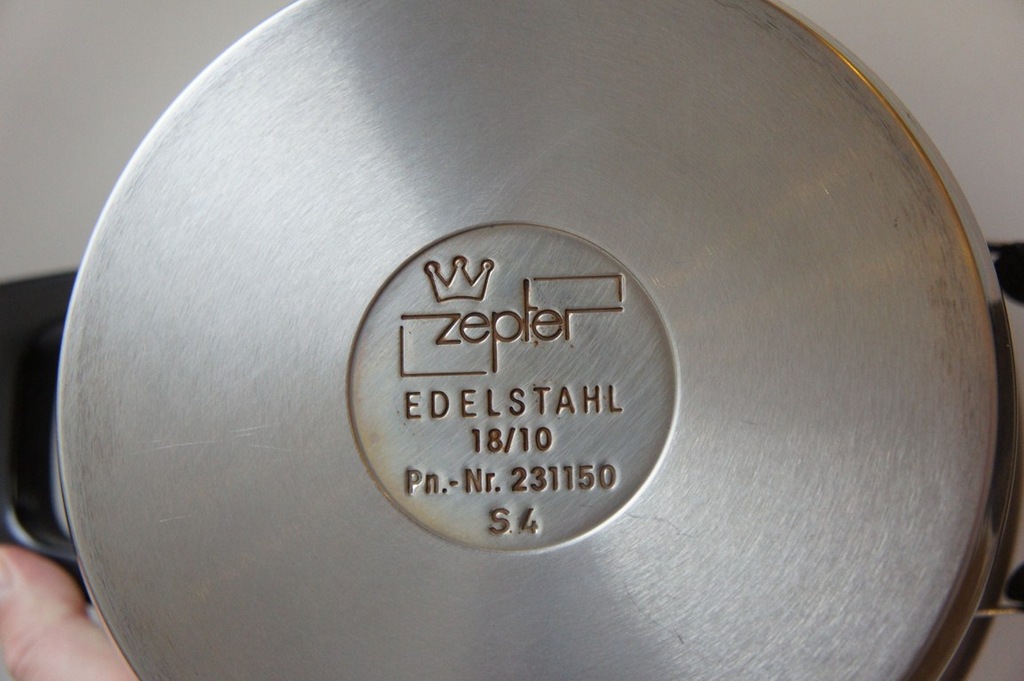 zepter
EDELSTAHL
18/10
Pn.-Nr. 231150
S.4